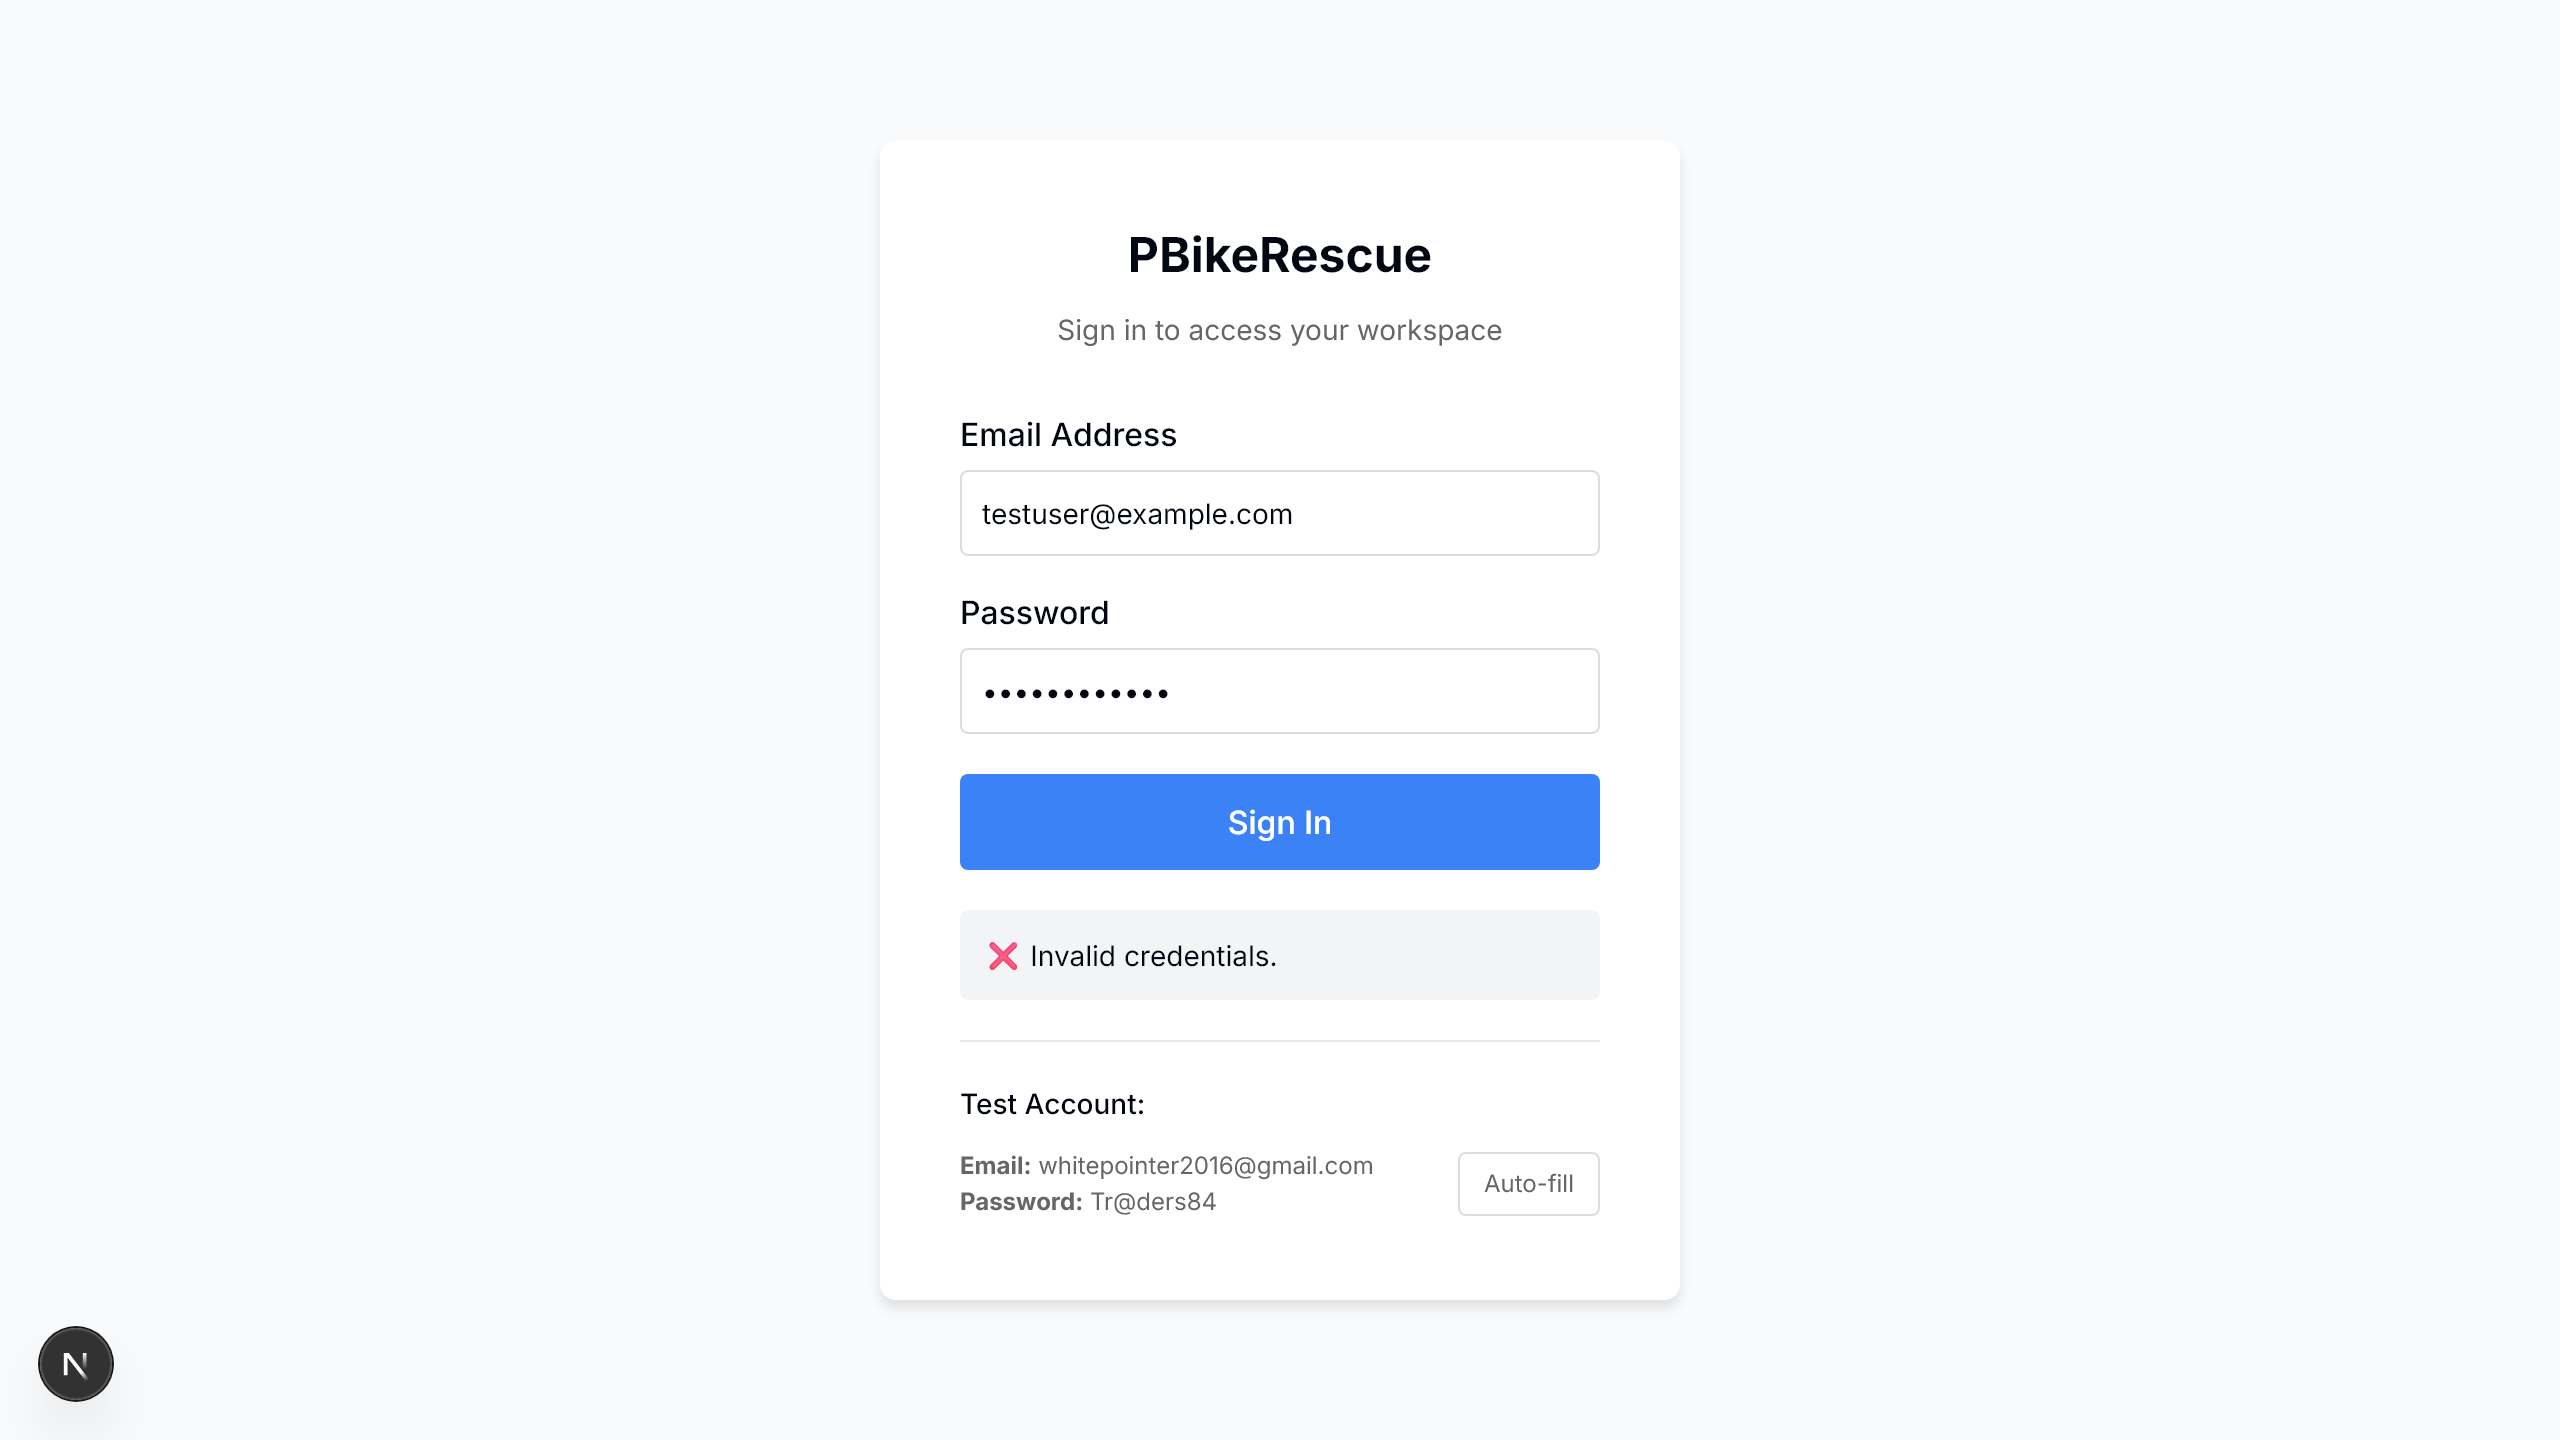 PBikeRescue
Sign in to access your workspace
Email Address
testuser@example.com
Password
••••••••••••
Sign In
❌ Invalid credentials.
Test Account:
Email: whitepointer2016@gmail.com
Password: Tr@ders84
Auto-fill
N